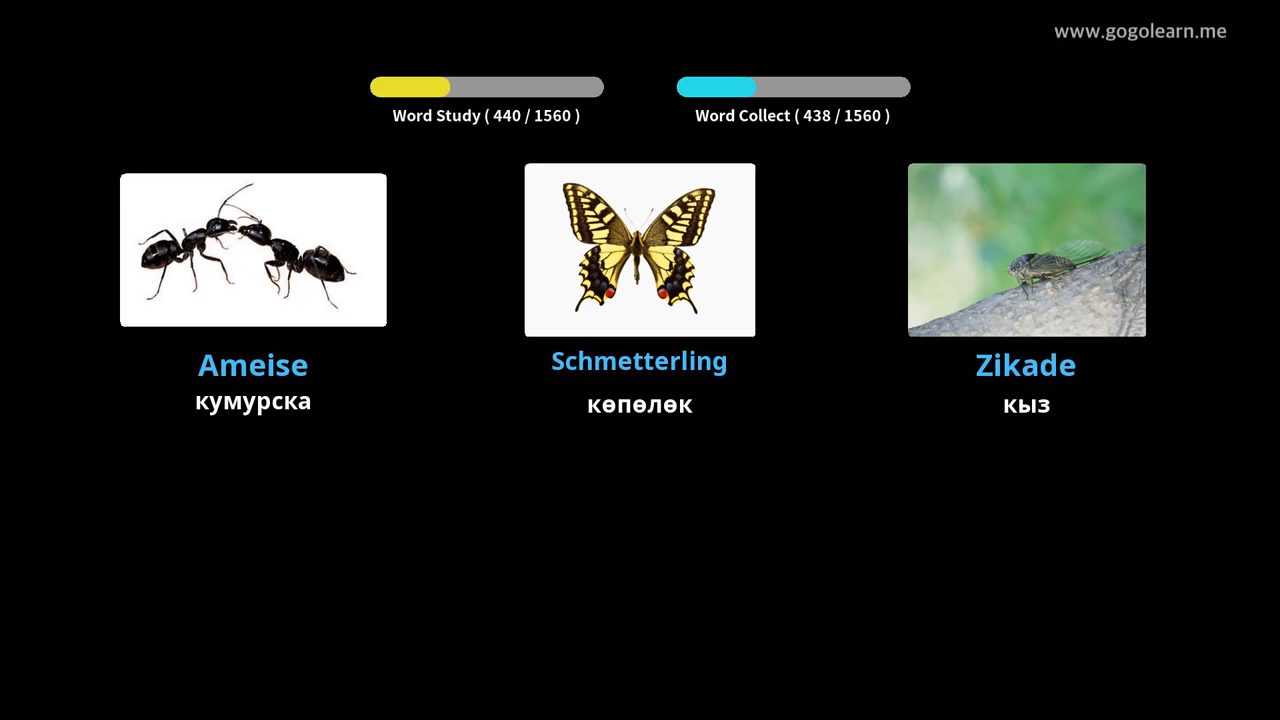 www.gogolearn.me
Word Study ( 440 / 1560 )
Word Collect ( 438 / 1560 )
Ameise
Schmetterling
Zikade
кумурска
көпөлөк
кыз